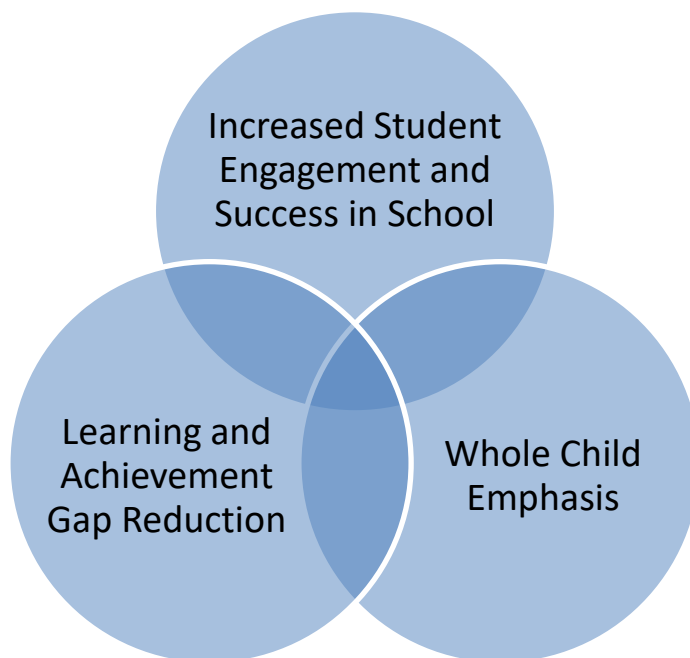 Increased Student
Engagement and
Success in School
Learning and
Achievement
Gap Reduction
Whole Child
Emphasis